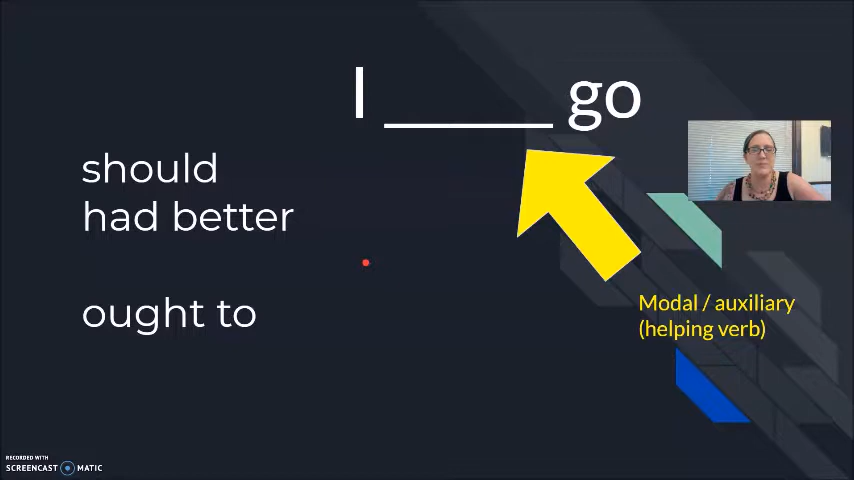 I _____ go
should
had better
ought to
Modal / auxiliary
(helping verb)
RECORDED WITH
SCREENCAST MATIC